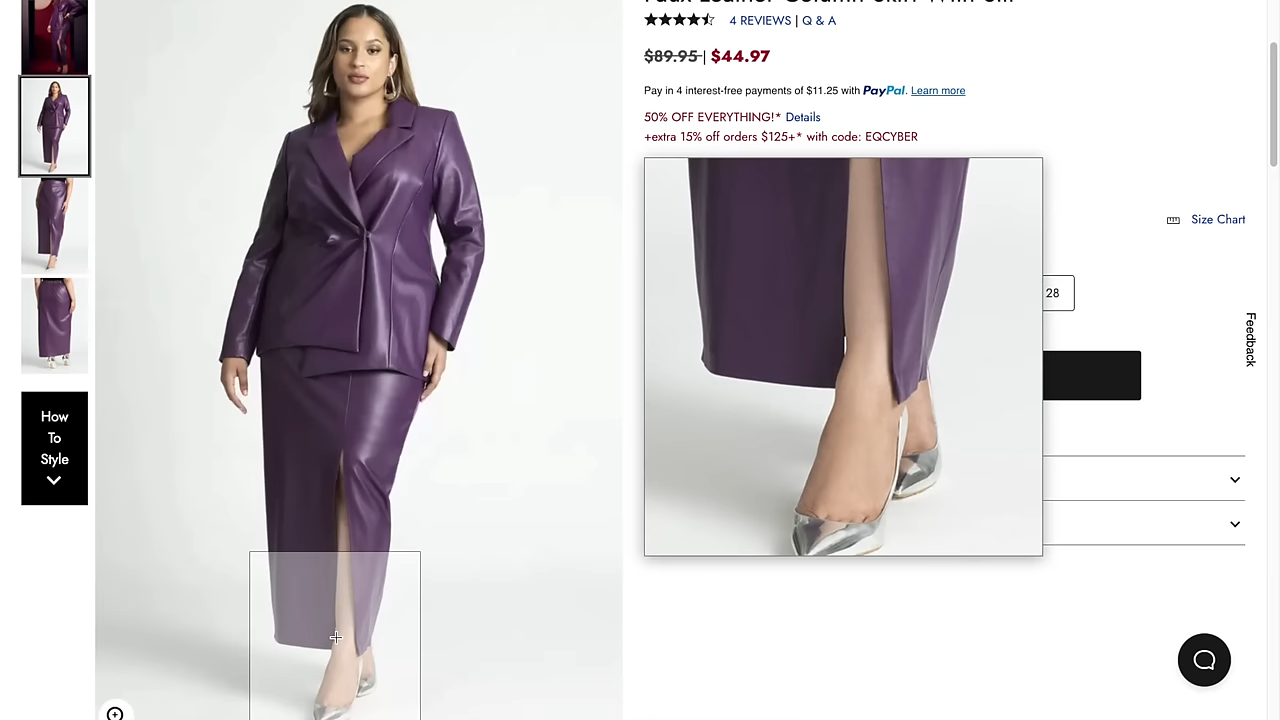 4 REVIEWS | Q & A
$89.95 | $44.97
Pay in 4 interest-free payments of $11.25 with PayPal. Learn more
50% OFF EVERYTHING!* Details
+extra 15% off orders $125+* with code: EQCYBER
Size Chart
28
Feedback
How
To
Style